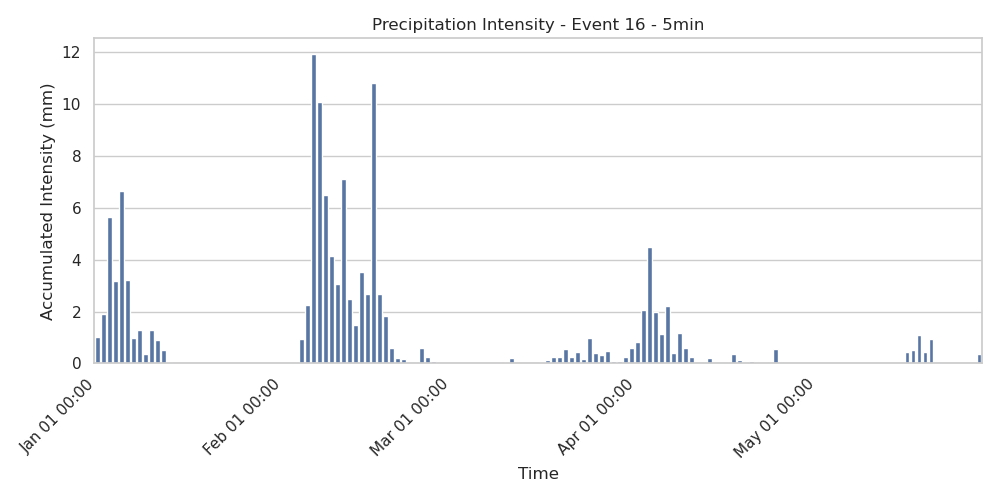 Precipitation Intensity - Event 16 - 5min
Accumulated Intensity (mm)
12
10
8
6
4
2
0
Jan 01 00:00
Feb 01 00:00
Mar 01 00:00
Apr 01 00:00
May 01 00:00
Time